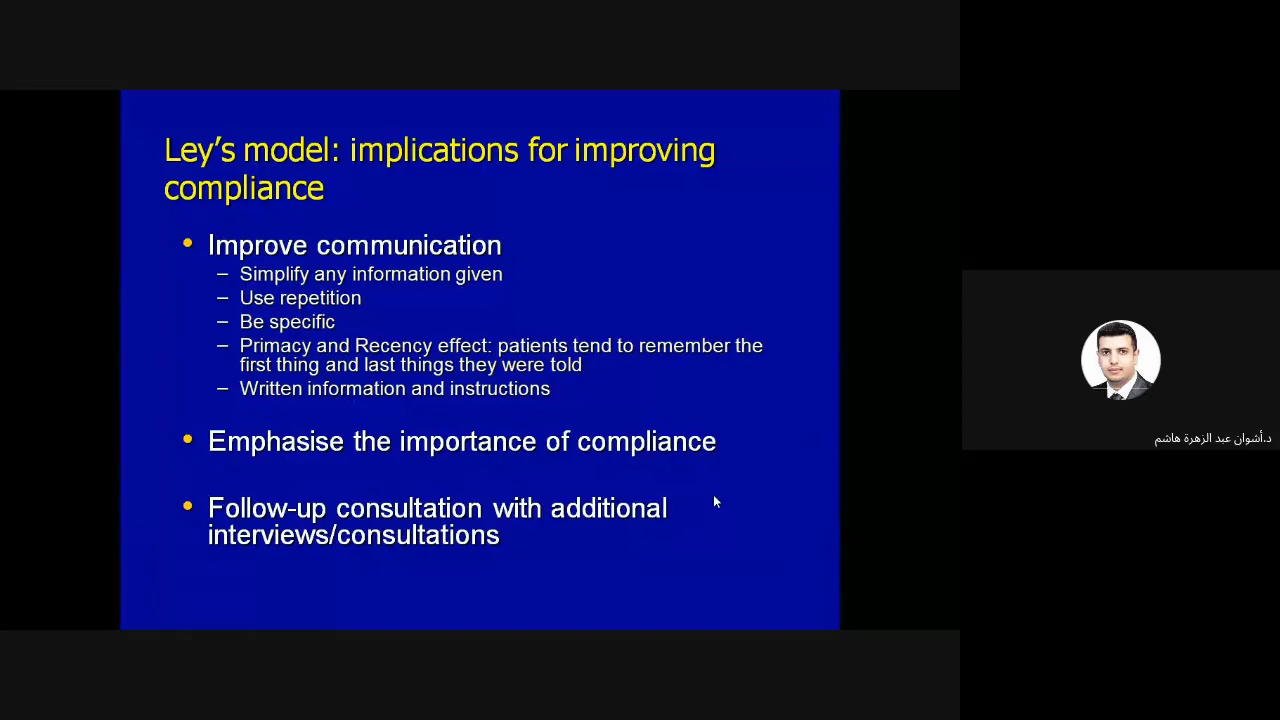 Ley's model: implications for improving
compliance
• Improve communication
– Simplify any information given
– Use repetition
– Be specific
– Primacy and Recency effect: patients tend to remember the
first thing and last things they were told
– Written information and instructions
• Emphasise the importance of compliance
• Follow-up consultation with additional
interviews/consultations
د.أشوان عبد الزهرة هاشم